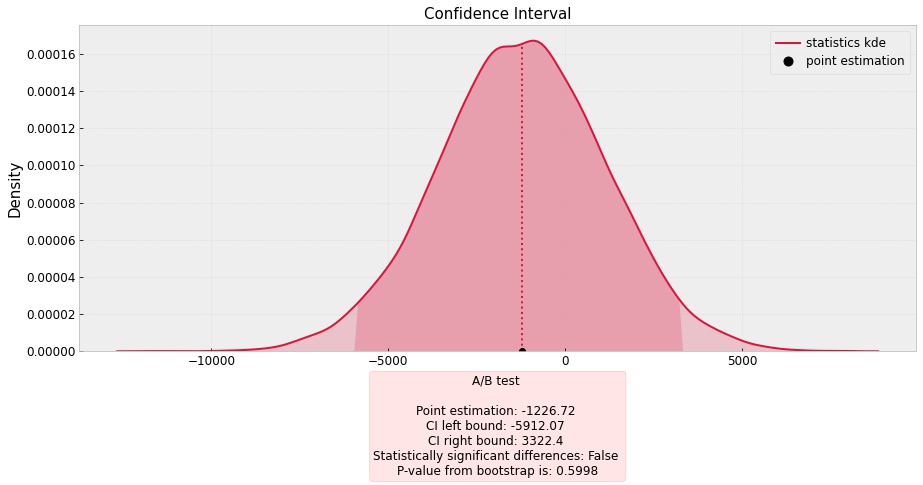 Confidence Interval
statistics kde
point estimation
Density
0.00016
0.00014
0.00012
0.00010
0.00008
0.00006
0.00004
0.00002
0.00000
−10000
−5000
0
5000
A/B test
Point estimation: -1226.72
CI left bound: -5912.07
CI right bound: 3322.4
Statistically significant differences: False
P-value from bootstrap is: 0.5998